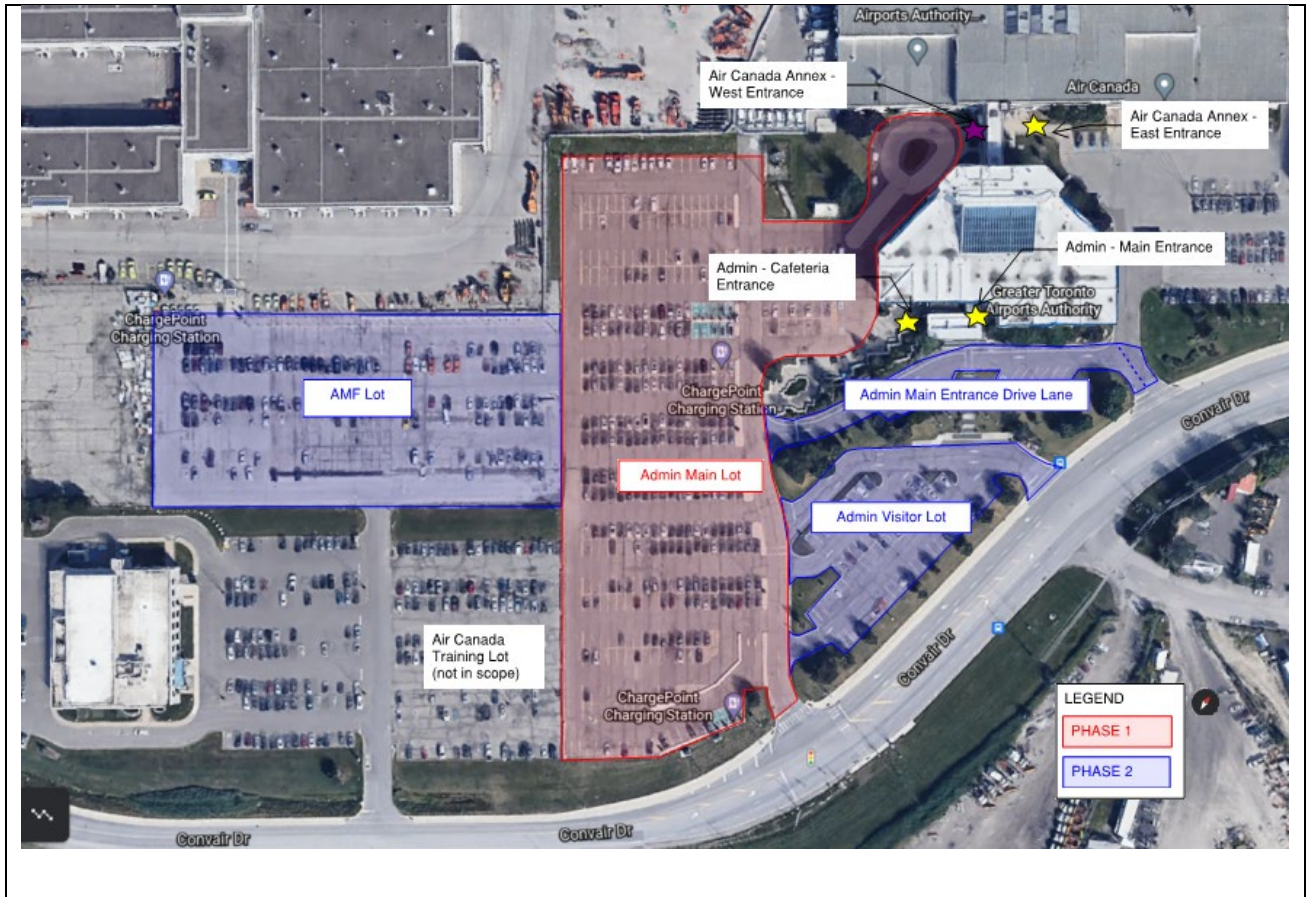 Airports Authority...
Air Canada Annex -
West Entrance
Air Canada
Air Canada Annex -
East Entrance
Admin - Main Entrance
Admin - Cafeteria
Entrance
Greater Toronto
Airports Authority
ChargePoint
Charging Station
AMF Lot
ChargePoint
Charging Station
Admin Main Entrance Drive Lane
Convair Dr
Admin Main Lot
Admin Visitor Lot
Air Canada
Training Lot
(not in scope)
Convair Dr
ChargePoint
Charging Station
LEGEND
PHASE 1
PHASE 2
Convair Dr
Convair Dr